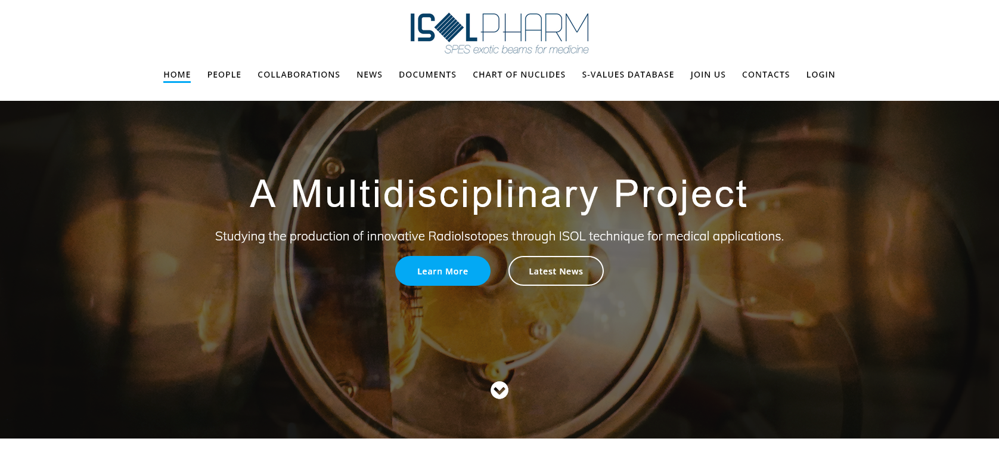 ISOLPHARM
SPES exotic beams for medicine
HOME PEOPLE COLLABORATIONS NEWS DOCUMENTS CHART OF NUCLIDES S-VALUES DATABASE JOIN US CONTACTS LOGIN
A Multidisciplinary Project
Studying the production of innovative RadioIsotopes through ISOL technique for medical applications.
Learn More Latest News